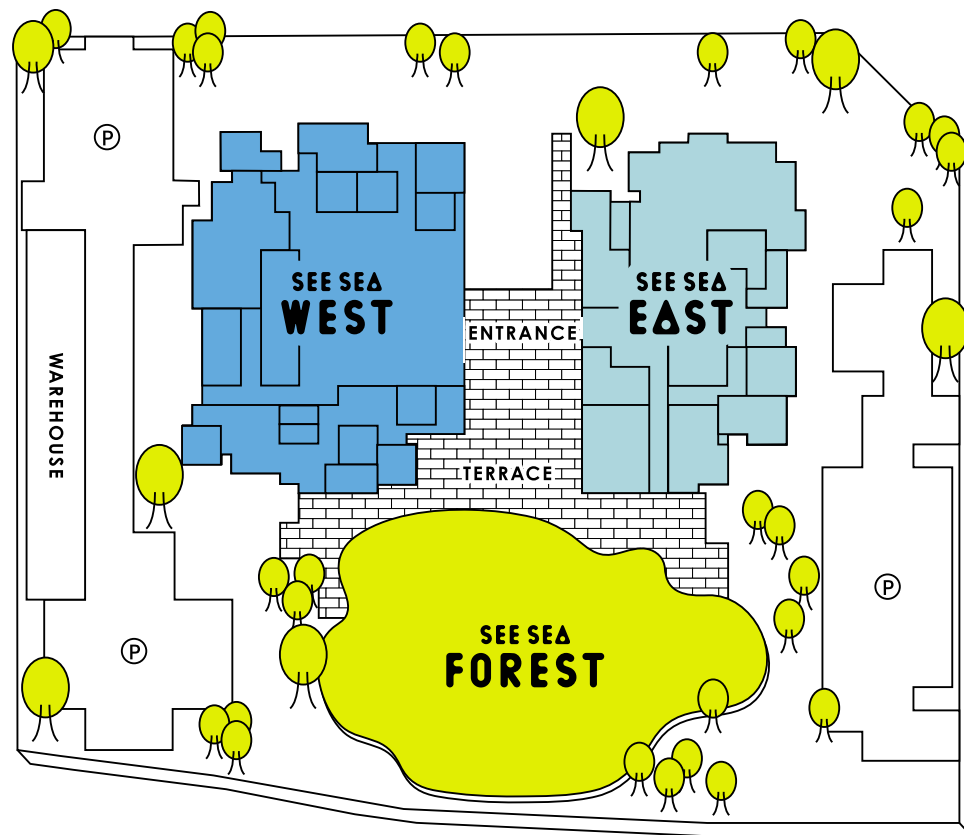 P
SEE SEA
WEST
SEE SEA
EAST
ENTRANCE
WAREHOUSE
TERRACE
P
SEE SEA
FOREST
P